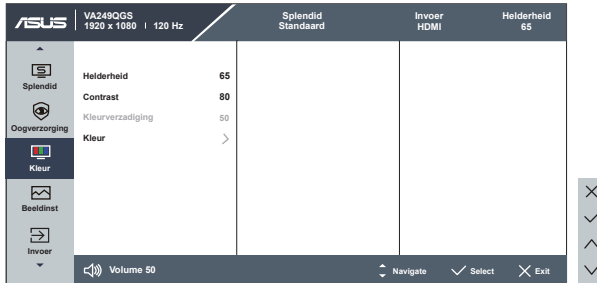 ASUS
VA249QGS
1920 x 1080 | 120 Hz
Splendid
Standaard
Invoer
HDMI
Helderheid
65
Splendid
Oogverzorging
Kleur
Beeldinst
Invoer
Helderheid 65
Contrast 80
Kleurverzadiging 50
Kleur
Volume 50
Navigate
Select
Exit